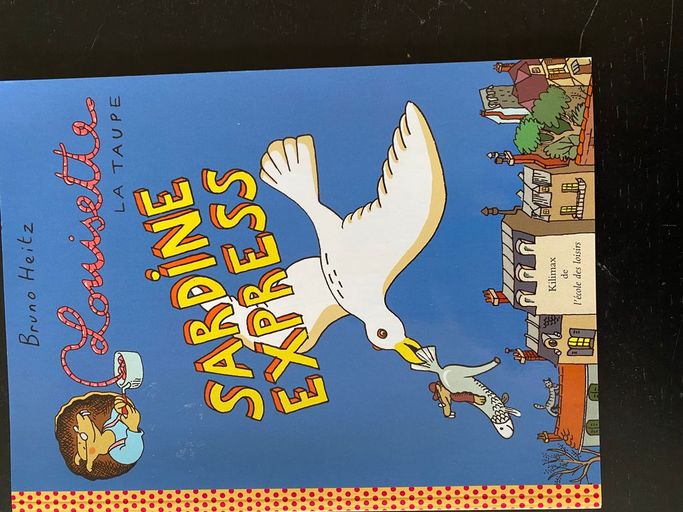 Bruno Heitz
Louisette
LA TAUPE
SARDINE
EXPRESS
Kilimax
de
l'école des loisirs